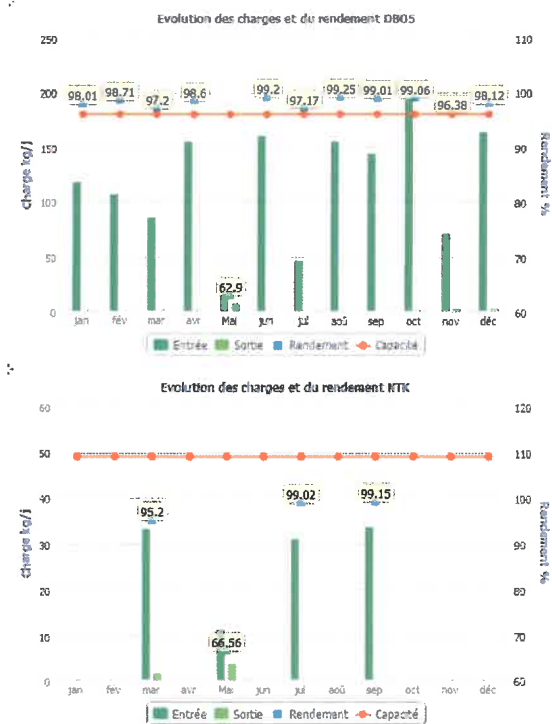 Evolution des charges et du rendement DBO5
250 110
98.01 98.71 97.2 98.6 99.2 97.17 99.25 99.01 99.06 96.38 98.12
200 100
150 90
100 80
50 70
62.9
0 60
Charge kg/j
Rendement %
jan fév mar avr Mai jun jul aoû sep oct nov déc
Entrée Sortie Rendement Capacité
Evolution des charges et du rendement NTK
60 120
50 110
40 100
95.2 99.02 99.15
30 90
20 80
10 70
66.56
0 60
Charge kg/j
Rendement %
jan fév mar avr Mai jun jul aoû sep oct nov déc
Entrée Sortie Rendement Capacité